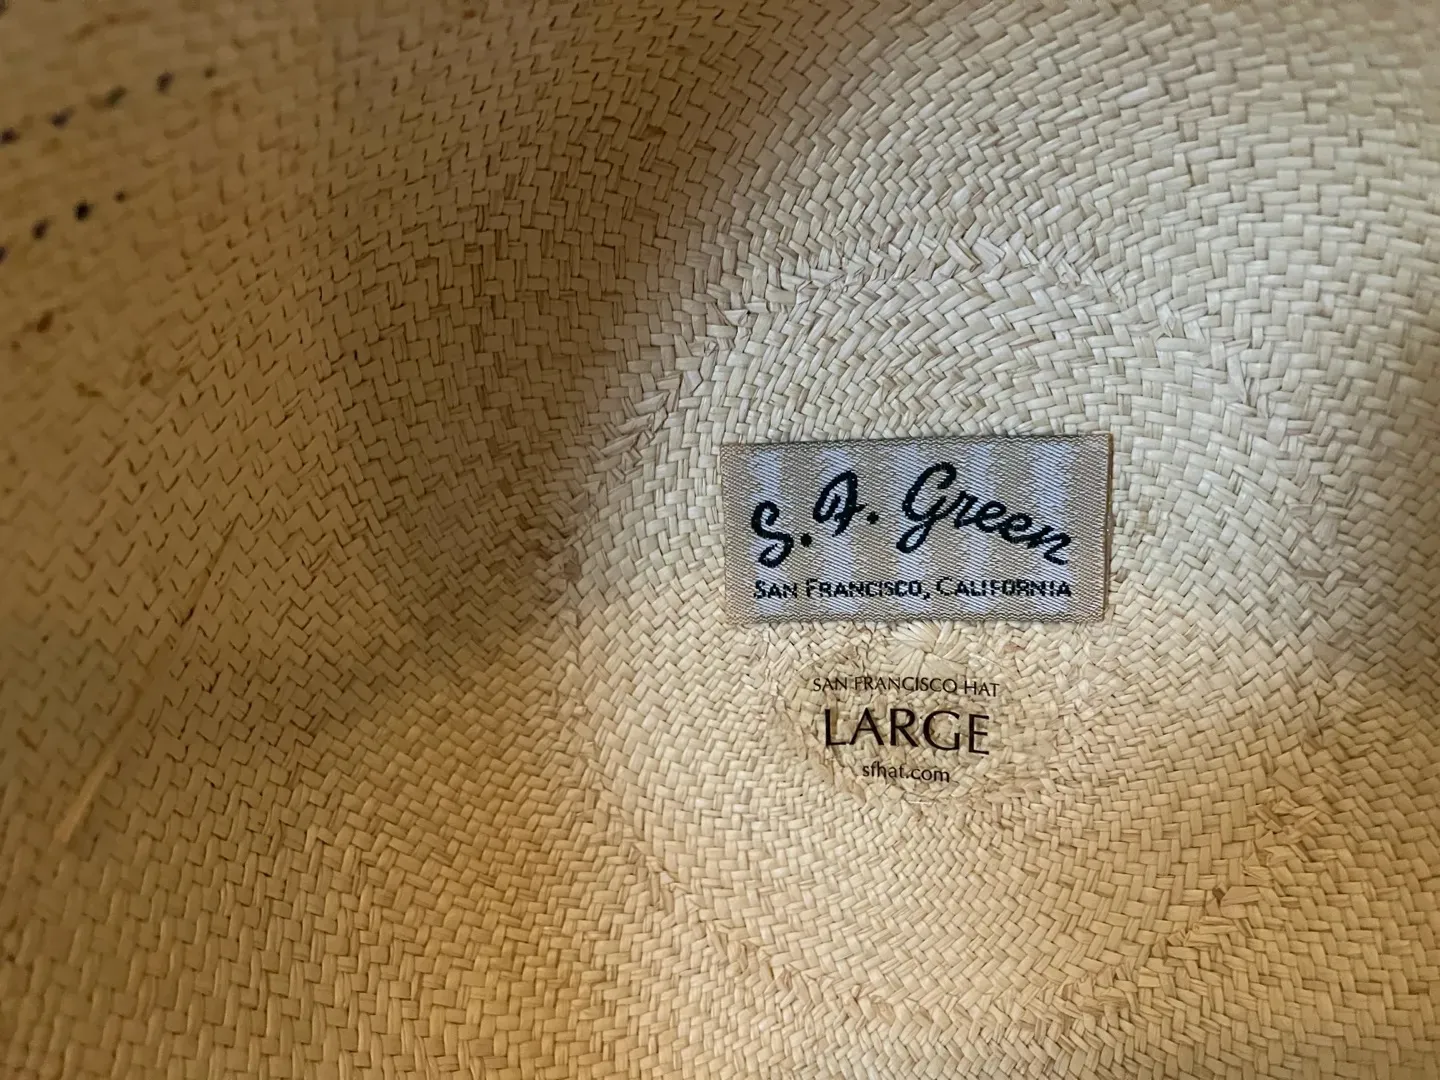 S. A. Green
SAN FRANCISCO, CALIFORNIA
SAN FRANCISCO HAT
LARGE
sfhat.com